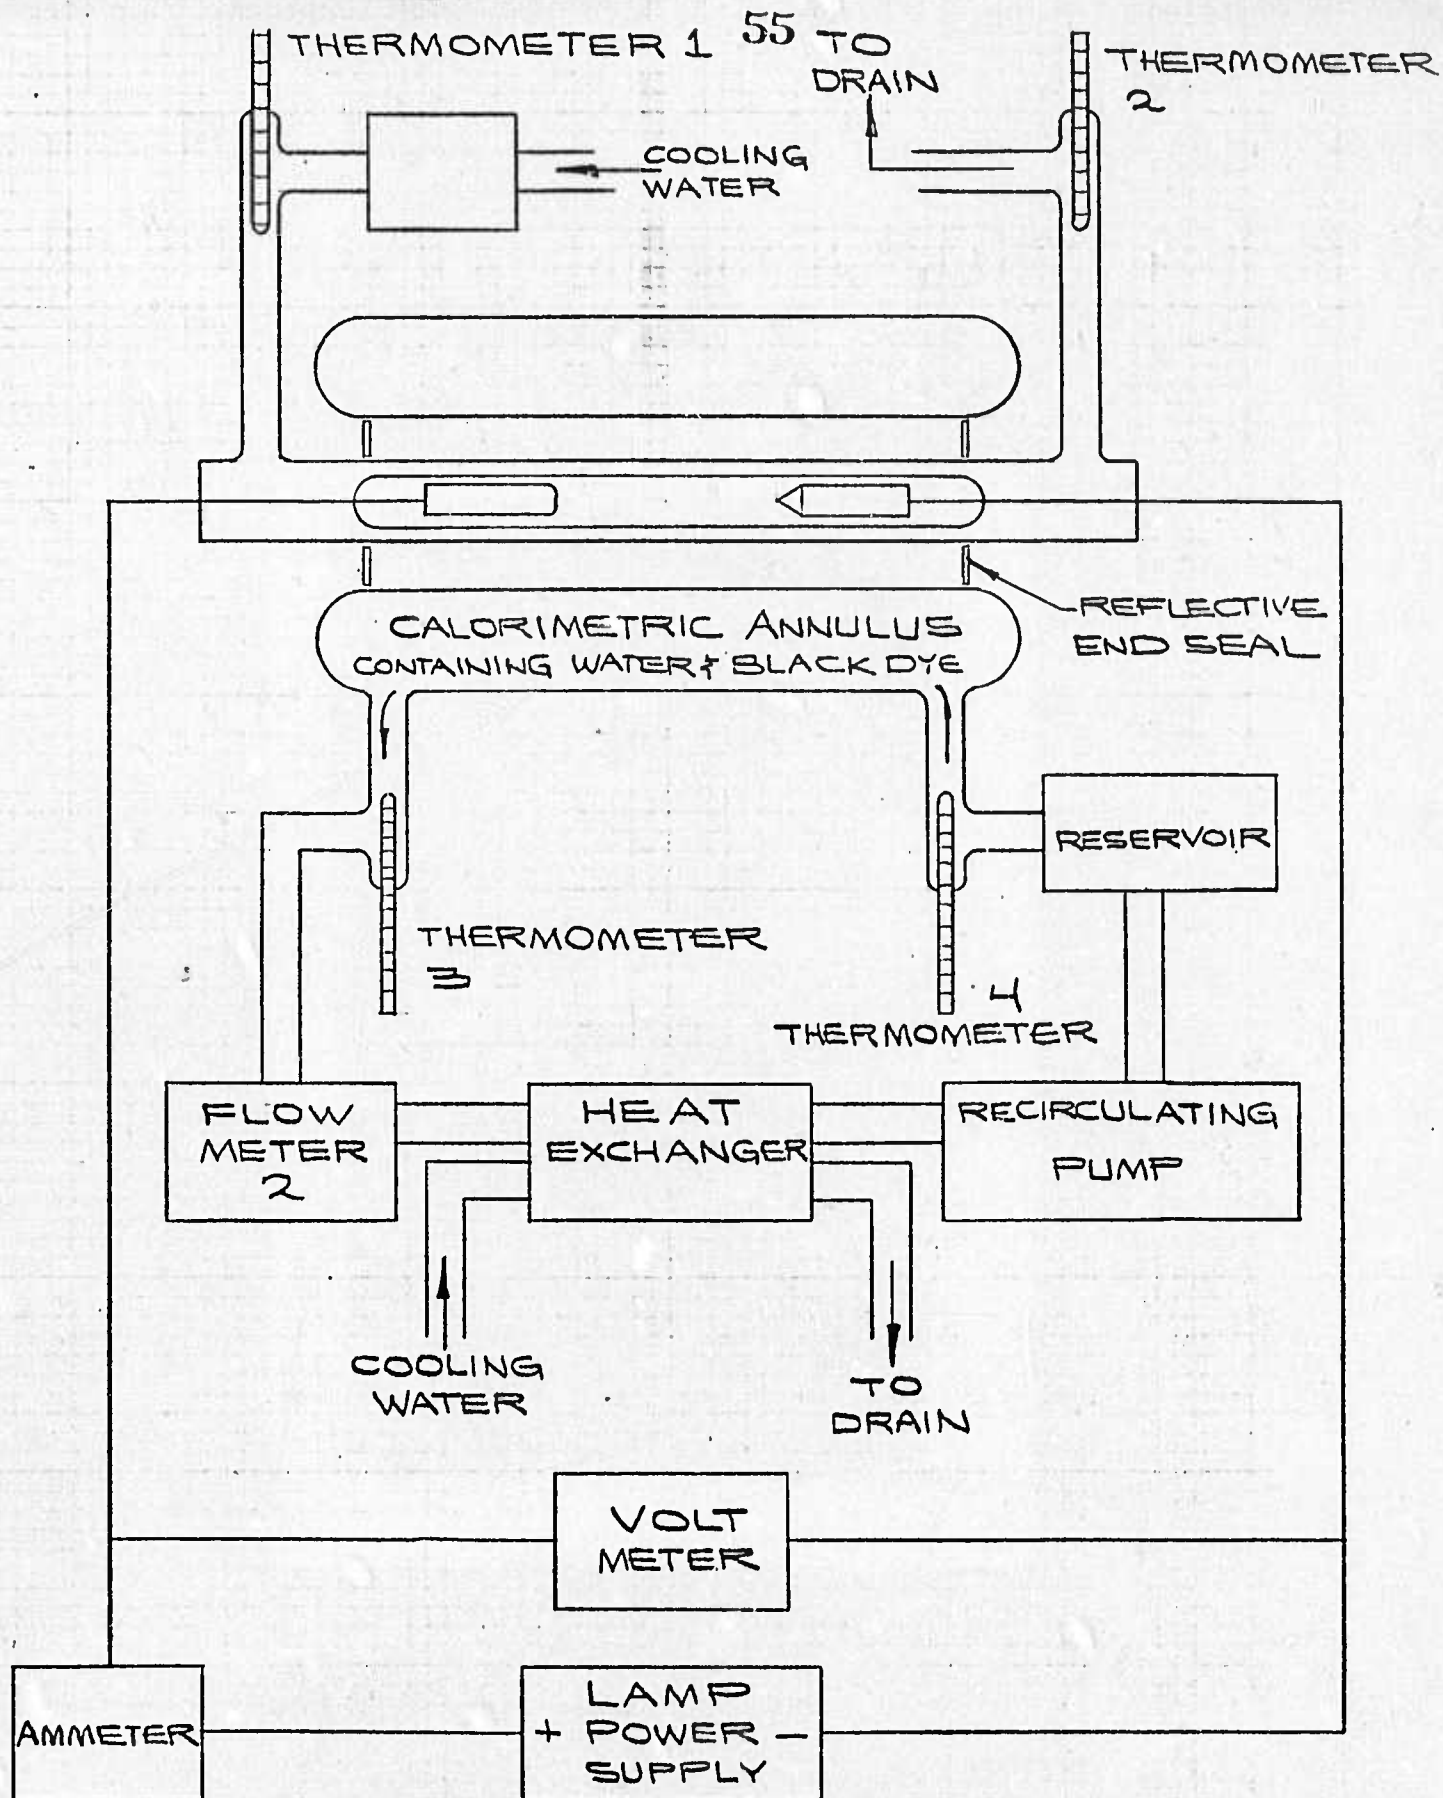 55
THERMOMETER 1
TO
DRAIN
THERMOMETER
2
COOLING
WATER
REFLECTIVE
END SEAL
CALORIMETRIC ANNULUS
CONTAINING WATER & BLACK DYE
RESERVOIR
THERMOMETER
3
4
THERMOMETER
FLOW
METER
2
HEAT
EXCHANGER
RECIRCULATING
PUMP
COOLING
WATER
TO
DRAIN
VOLT
METER
AMMETER
LAMP
+ POWER -
SUPPLY